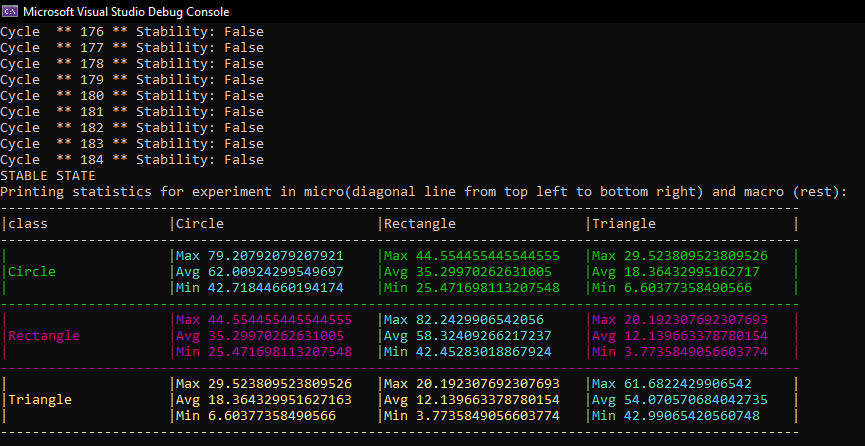 Microsoft Visual Studio Debug Console
Cycle  ** 176 ** Stability: False
Cycle  ** 177 ** Stability: False
Cycle  ** 178 ** Stability: False
Cycle  ** 179 ** Stability: False
Cycle  ** 180 ** Stability: False
Cycle  ** 181 ** Stability: False
Cycle  ** 182 ** Stability: False
Cycle  ** 183 ** Stability: False
Cycle  ** 184 ** Stability: False
STABLE STATE
Printing statistics for experiment in micro(diagonal line from top left to bottom right) and macro (rest):
|class |Circle |Rectangle |Triangle |
| |Max 79.20792079207921 |Max 44.554455445544555 |Max 29.523809523809526 |
|Circle |Avg 62.00924299549697 |Avg 35.29970262631005 |Avg 18.36432995162717 |
| |Min 42.71844660194174 |Min 25.471698113207548 |Min 6.60377358490566 |
| |Max 44.554455445544555 |Max 82.2429906542056 |Max 20.192307692307693 |
|Rectangle |Avg 35.29970262631005 |Avg 58.32409266217237 |Avg 12.139663378780154 |
| |Min 25.471698113207548 |Min 42.45283018867924 |Min 3.7735849056603774 |
| |Max 29.523809523809526 |Max 20.192307692307693 |Max 61.6822429906542 |
|Triangle |Avg 18.364329951627163 |Avg 12.139663378780154 |Avg 54.070570684042735 |
| |Min 6.60377358490566 |Min 3.7735849056603774 |Min 42.99065420560748 |